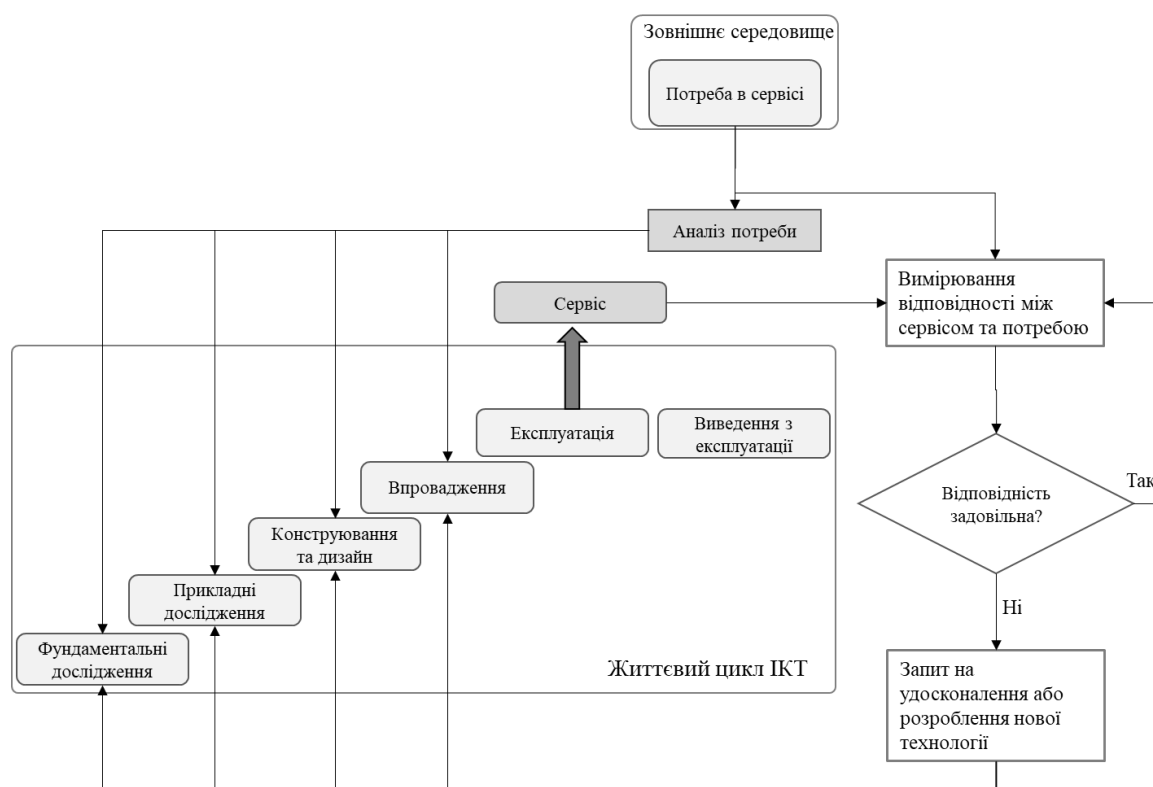 Зовнішнє середовище
Потреба в сервісі
Аналіз потреби
Вимірювання
відповідності між
сервісом та потребою
Сервіс
Експлуатація
Виведення з
експлуатації
Впровадження
Відповідність
задовільна?
Так
Конструювання
та дизайн
Прикладні
дослідження
Ні
Фундаментальні
дослідження
Життєвий цикл ІКТ
Запит на
удосконалення або
розроблення нової
технології